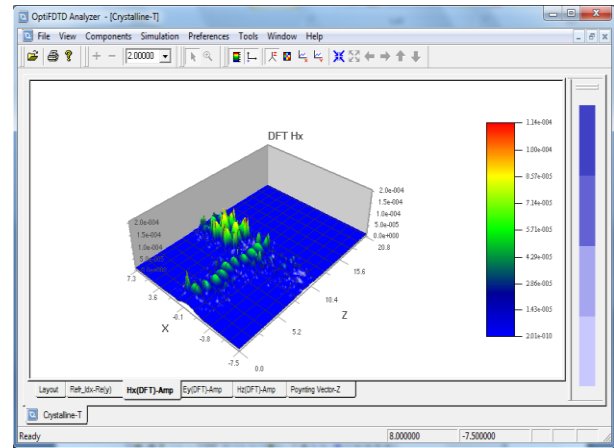 OptiFDTD Analyzer - [Crystalline-T]
File View Components Simulation Preferences Tools Window Help
2.00000
DFT Hx
1.14e-004
1.00e-004
8.57e-005
7.14e-005
5.71e-005
4.29e-005
2.86e-005
1.43e-005
2.01e-010
2.0e-004
1.5e-004
1.0e-004
5.0e-005
0.0e+000
2.0e-004
1.5e-004
1.0e-004
5.0e-005
7.3
3.6
-0.1
-3.8
-7.5
X
0.0
5.2
10.4
15.6
20.8
Z
Layout Refr_Idx-Re(y) Hx(DFT)-Amp Ey(DFT)-Amp Hz(DFT)-Amp Poynting Vector-Z
Crystalline-T
Ready 8.000000 -7.500000